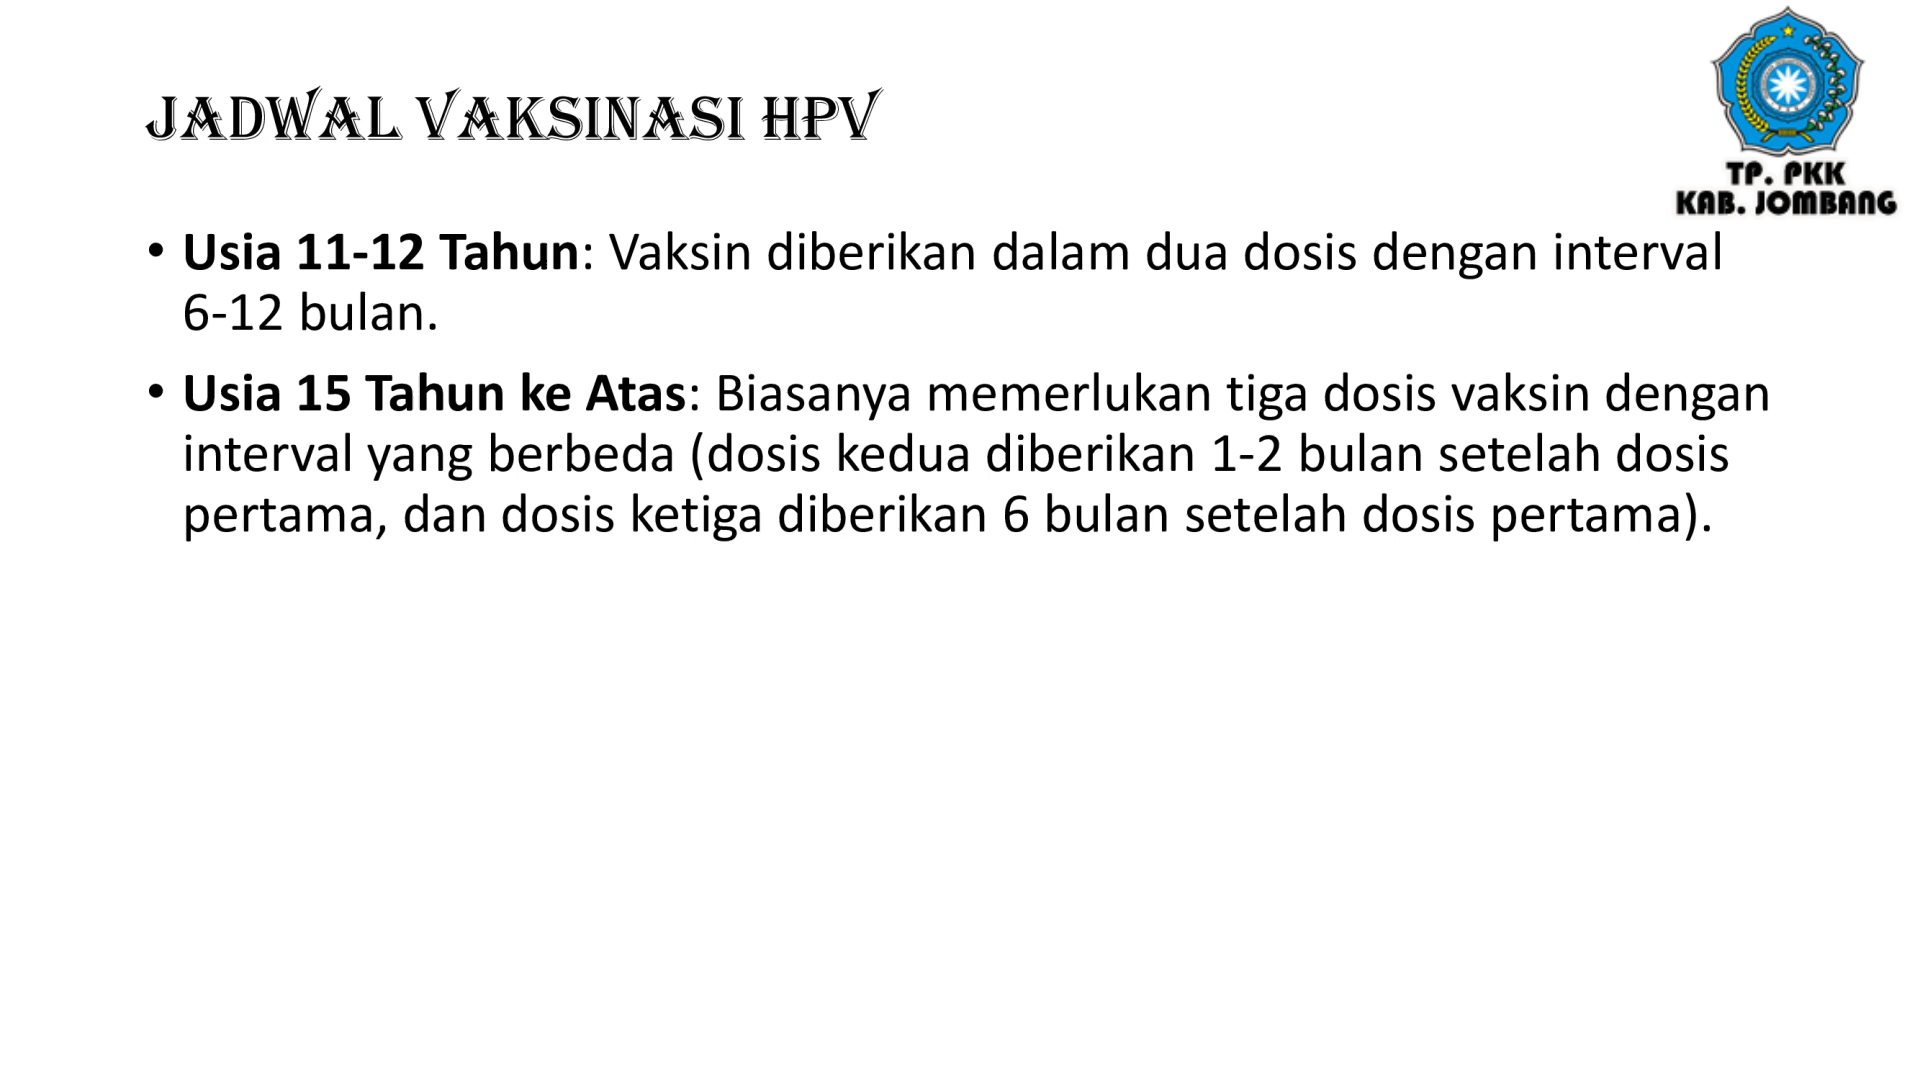 JADWAL VAKSINASI HPV
TP. PKK
KAB. JOMBANG
• Usia 11-12 Tahun: Vaksin diberikan dalam dua dosis dengan interval
6-12 bulan.
• Usia 15 Tahun ke Atas: Biasanya memerlukan tiga dosis vaksin dengan
interval yang berbeda (dosis kedua diberikan 1-2 bulan setelah dosis
pertama, dan dosis ketiga diberikan 6 bulan setelah dosis pertama).